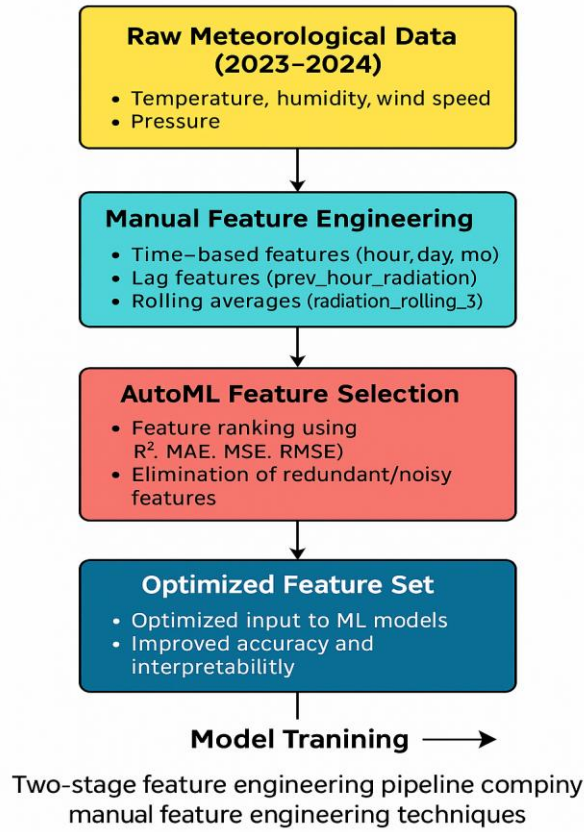 Raw Meteorological Data
(2023–2024)
• Temperature, humidity, wind speed
• Pressure
Manual Feature Engineering
• Time–based features (hour, day, mo)
• Lag features (prev_hour_radiation)
• Rolling averages (radiation_rolling_3)
AutoML Feature Selection
• Feature ranking using
R². MAE. MSE. RMSE)
• Elimination of redundant/noisy
features
Optimized Feature Set
• Optimized input to ML models
• Improved accuracy and
interpretabilitly
Model Tranining
Two-stage feature engineering pipeline compiny
manual feature engineering techniques